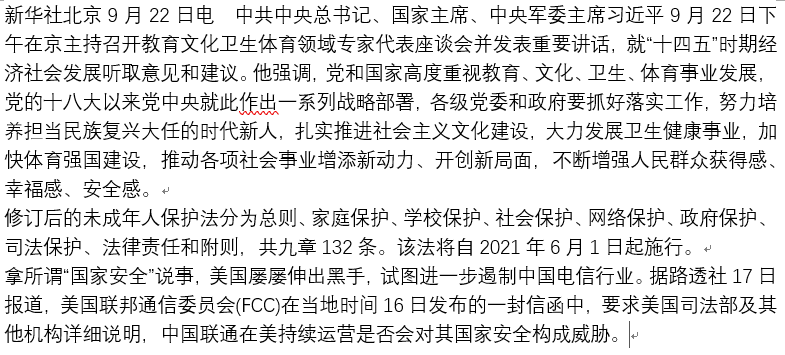 新华社北京 9 月 22 日电　中共中央总书记、国家主席、中央军委主席习近平 9 月 22 日下
午在京主持召开教育文化卫生体育领域专家代表座谈会并发表重要讲话，就“十四五”时期经
济社会发展听取意见和建议。他强调，党和国家高度重视教育、文化、卫生、体育事业发展，
党的十八大以来党中央就此作出一系列战略部署，各级党委和政府要抓好落实工作，努力培
养担当民族复兴大任的时代新人，扎实推进社会主义文化建设，大力发展卫生健康事业，加
快体育强国建设，推动各项社会事业增添新动力、开创新局面，不断增强人民群众获得感、
幸福感、安全感。
修订后的未成年人保护法分为总则、家庭保护、学校保护、社会保护、网络保护、政府保护、
司法保护、法律责任和附则，共九章 132 条。该法将自 2021 年 6 月 1 日起施行。
拿所谓“国家安全”说事，美国屡屡伸出黑手，试图进一步遏制中国电信行业。据路透社 17 日
报道，美国联邦通信委员会(FCC)在当地时间 16 日发布的一封信函中，要求美国司法部及其
他机构详细说明，中国联通在美持续运营是否会对其国家安全构成威胁。